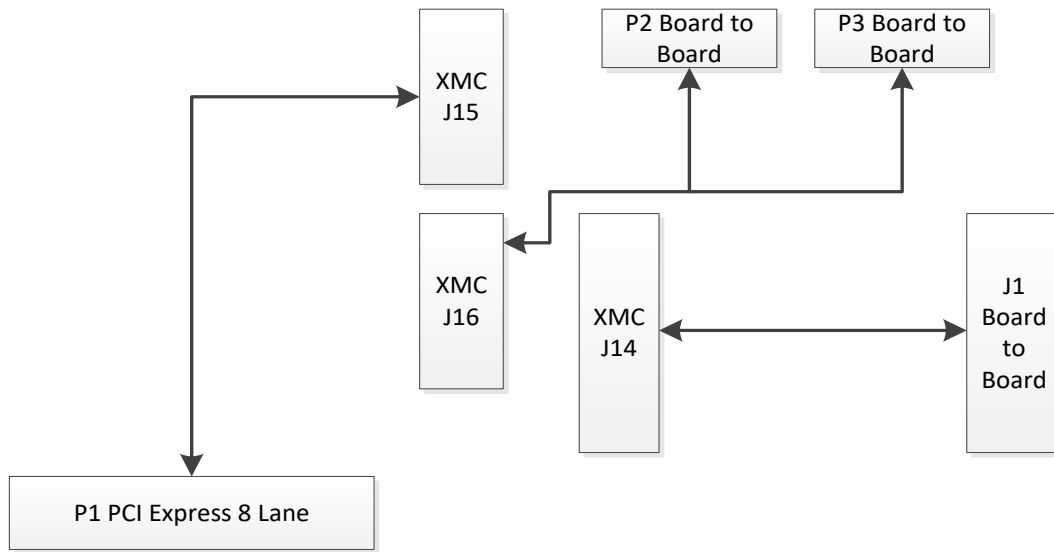 P2 Board to
Board
P3 Board to
Board
XMC
J15
XMC
J16
XMC
J14
J1
Board
to
Board
P1 PCI Express 8 Lane